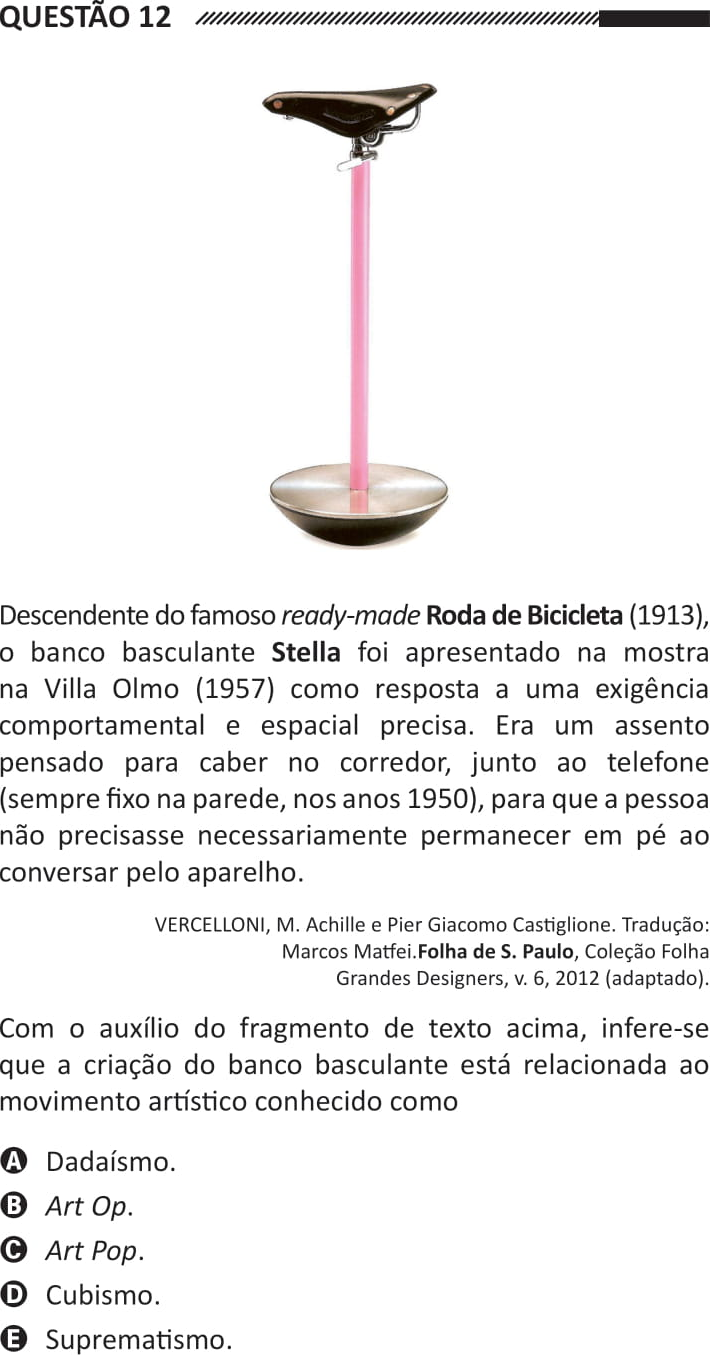 QUESTÃO 12
Descendente do famoso ready-made Roda de Bicicleta (1913),
o banco basculante Stella foi apresentado na mostra
na Villa Olmo (1957) como resposta a uma exigência
comportamental e espacial precisa. Era um assento
pensado para caber no corredor, junto ao telefone
(sempre fixo na parede, nos anos 1950), para que a pessoa
não precisasse necessariamente permanecer em pé ao
conversar pelo aparelho.
VERCELLONI, M. Achille e Pier Giacomo Castiglione. Tradução:
Marcos Maffei.Folha de S. Paulo, Coleção Folha
Grandes Designers, v. 6, 2012 (adaptado).
Com o auxílio do fragmento de texto acima, infere-se
que a criação do banco basculante está relacionada ao
movimento artístico conhecido como
A Dadaísmo.
B Art Op.
C Art Pop.
D Cubismo.
E Suprematismo.